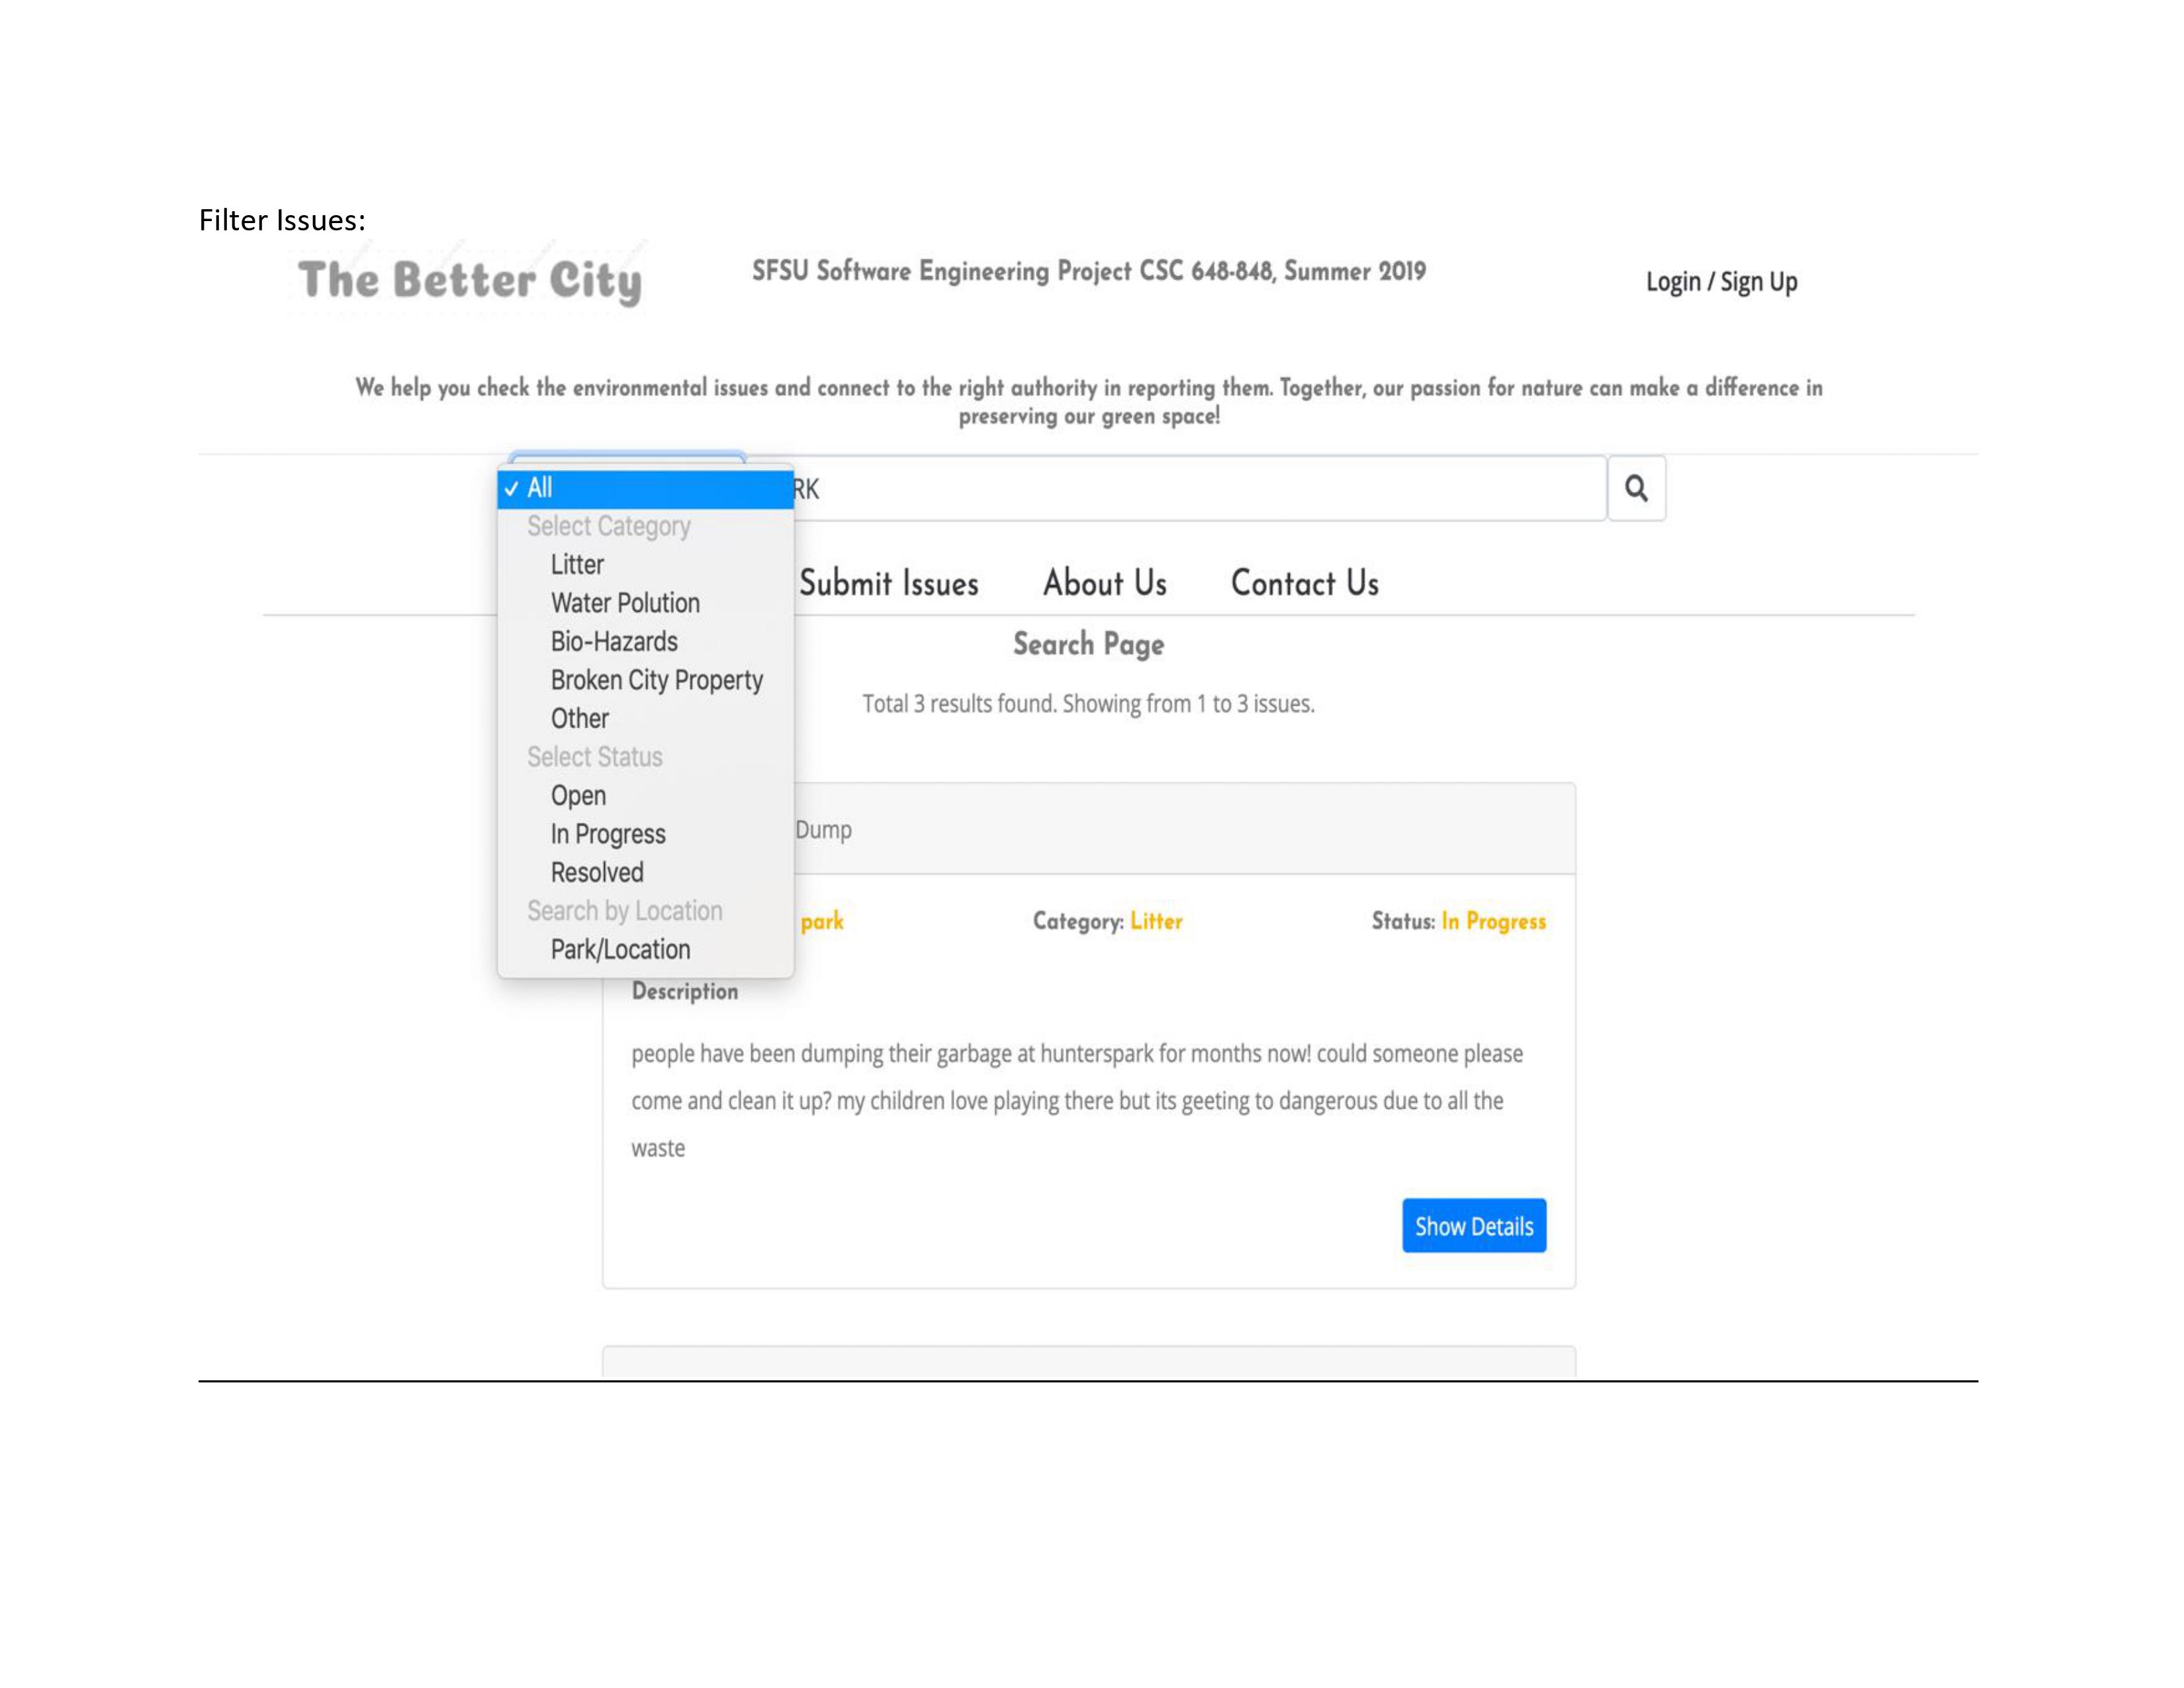 Filter Issues:
The Better City
SFSU Software Engineering Project CSC 648-848, Summer 2019
Login / Sign Up
We help you check the environmental issues and connect to the right authority in reporting them. Together, our passion for nature can make a difference in
preserving our green space!
✓ All
RK
Select Category
Litter
Water Polution
Bio-Hazards
Broken City Property
Other
Select Status
Open
In Progress
Resolved
Search by Location
Park/Location
Submit Issues About Us Contact Us
Search Page
Total 3 results found. Showing from 1 to 3 issues.
Dump
park Category: Litter Status: In Progress
Description
people have been dumping their garbage at hunterspark for months now! could someone please
come and clean it up? my children love playing there but its geeting to dangerous due to all the
waste
Show Details